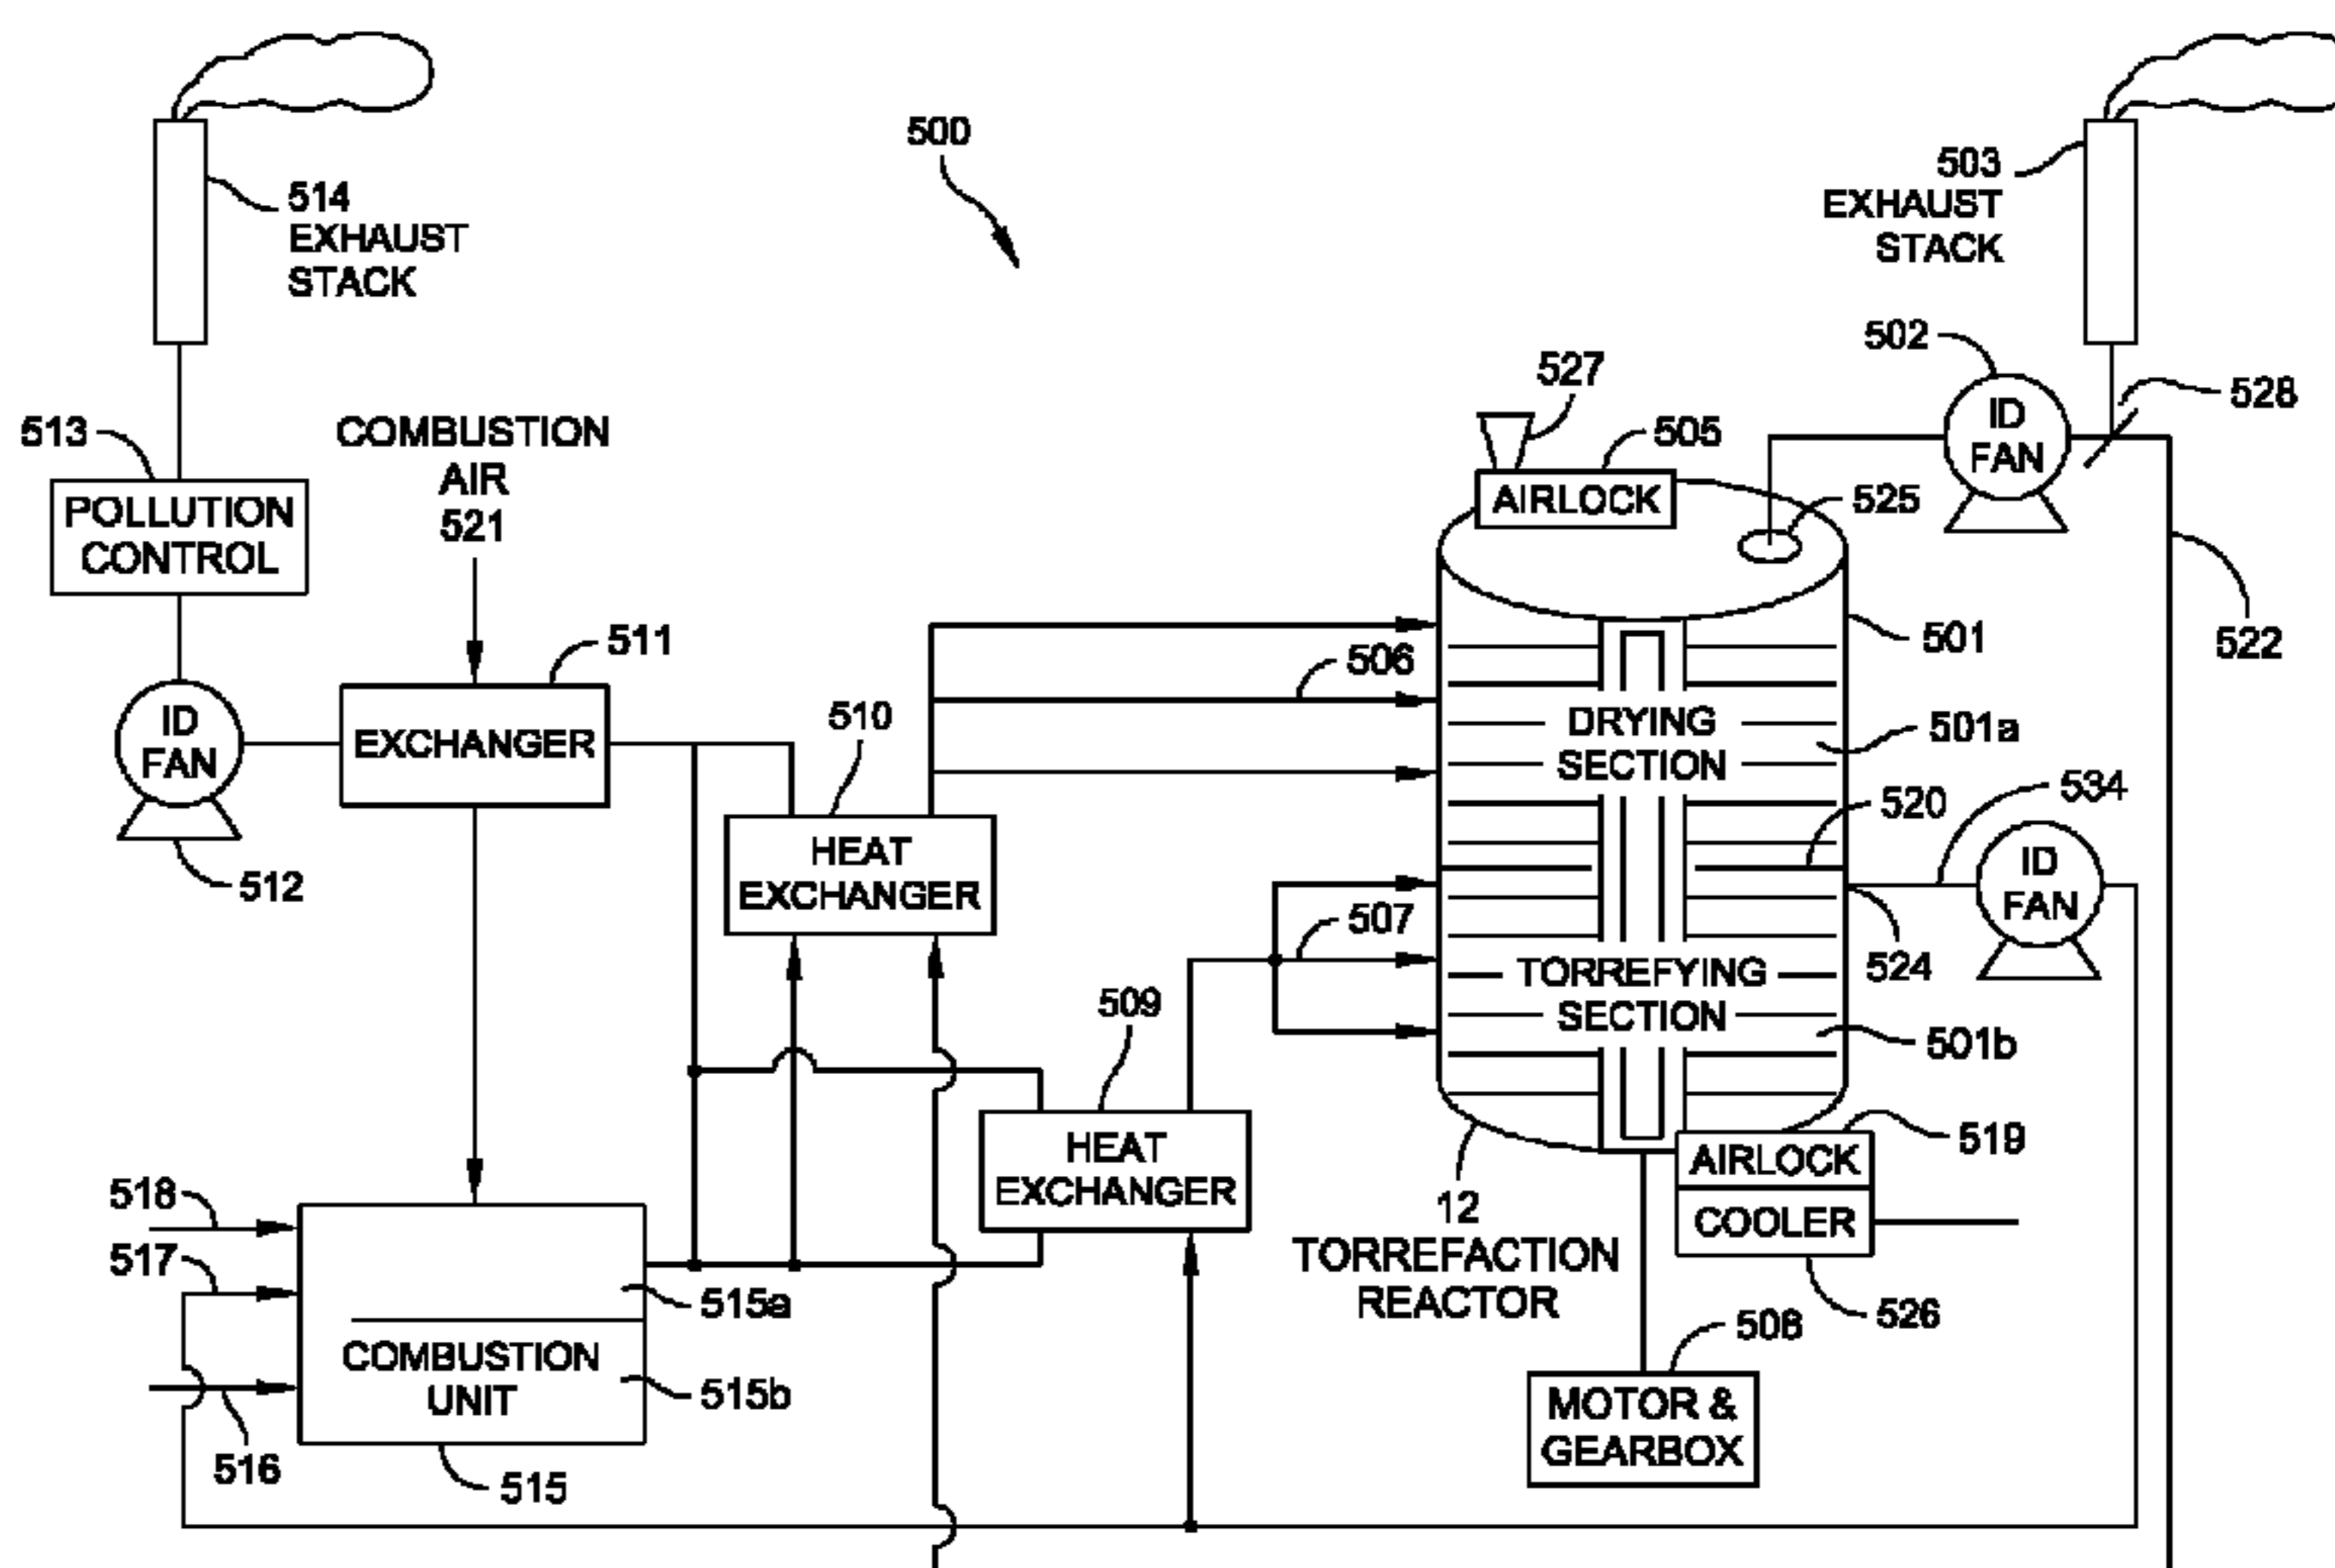 500
514
EXHAUST
STACK
503
EXHAUST
STACK
502
ID
FAN
528
527
505
AIRLOCK
525
513
POLLUTION
CONTROL
COMBUSTION
AIR
521
511
EXCHANGER
ID
FAN
512
510
HEAT
EXCHANGER
506
501
522
DRYING
SECTION
501a
520
534
ID
FAN
524
507
TORREFYING
SECTION
501b
509
HEAT
EXCHANGER
519
AIRLOCK
COOLER
526
12
TORREFACTION
REACTOR
508
MOTOR &
GEARBOX
518
517
516
515a
COMBUSTION
UNIT
515b
515